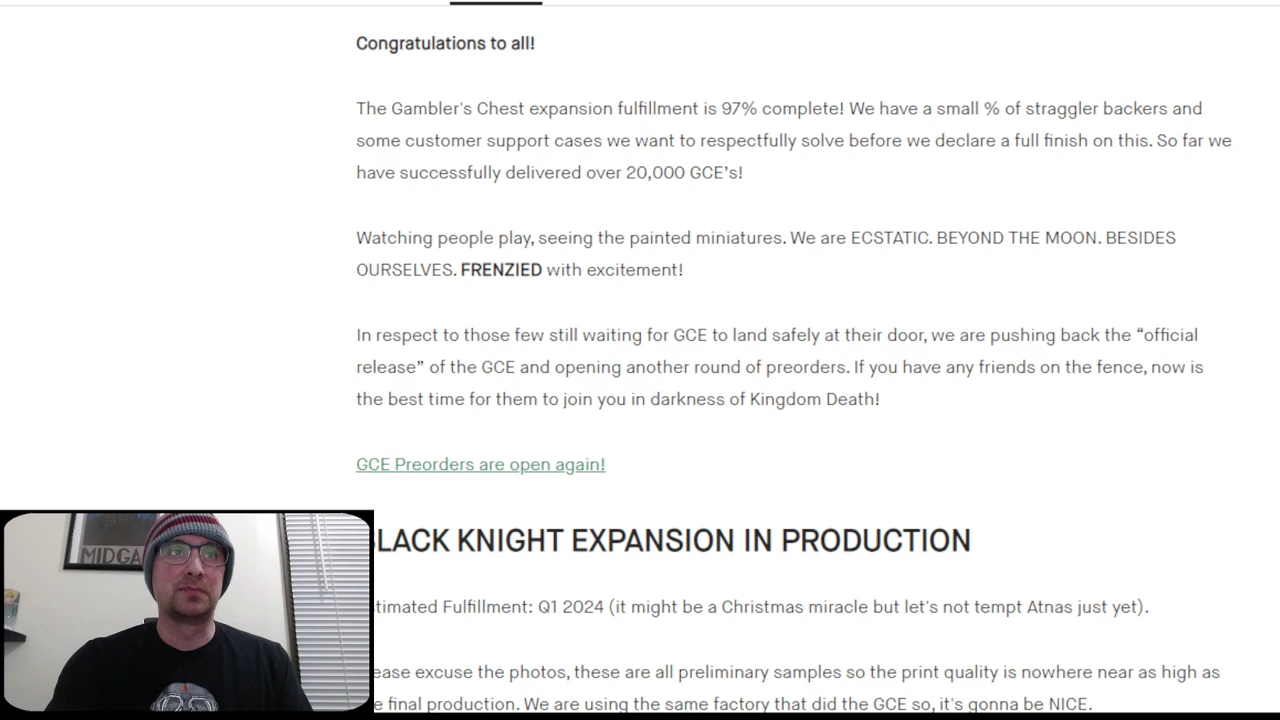 Congratulations to all!
The Gambler's Chest expansion fulfillment is 97% complete! We have a small % of straggler backers and
some customer support cases we want to respectfully solve before we declare a full finish on this. So far we
have successfully delivered over 20,000 GCE's!
Watching people play, seeing the painted miniatures. We are ECSTATIC. BEYOND THE MOON. BESIDES
OURSELVES. FRENZIED with excitement!
In respect to those few still waiting for GCE to land safely at their door, we are pushing back the “official
release” of the GCE and opening another round of preorders. If you have any friends on the fence, now is
the best time for them to join you in darkness of Kingdom Death!
GCE Preorders are open again!
LACK KNIGHT EXPANSION IN PRODUCTION
timated Fulfillment: Q1 2024 (it might be a Christmas miracle but let's not tempt Atnas just yet).
ease excuse the photos, these are all preliminary samples so the print quality is nowhere near as high as
e final production. We are using the same factory that did the GCE so, it's gonna be NICE.
MIDGA